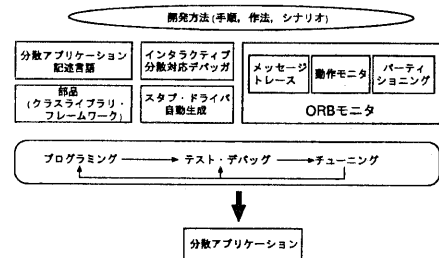 開発方法(手順, 作法, シナリオ)
分散アプリケーション
記述言語
インタラクティブ
分散対応デバッガ
メッセージ
トレース
動作モニタ
パーティ
ショニング
部品
(クラスライブラリ・
フレームワーク)
スタブ・ドライバ
自動生成
ORBモニタ
プログラミング
テスト・デバッグ
チューニング
分散アプリケーション